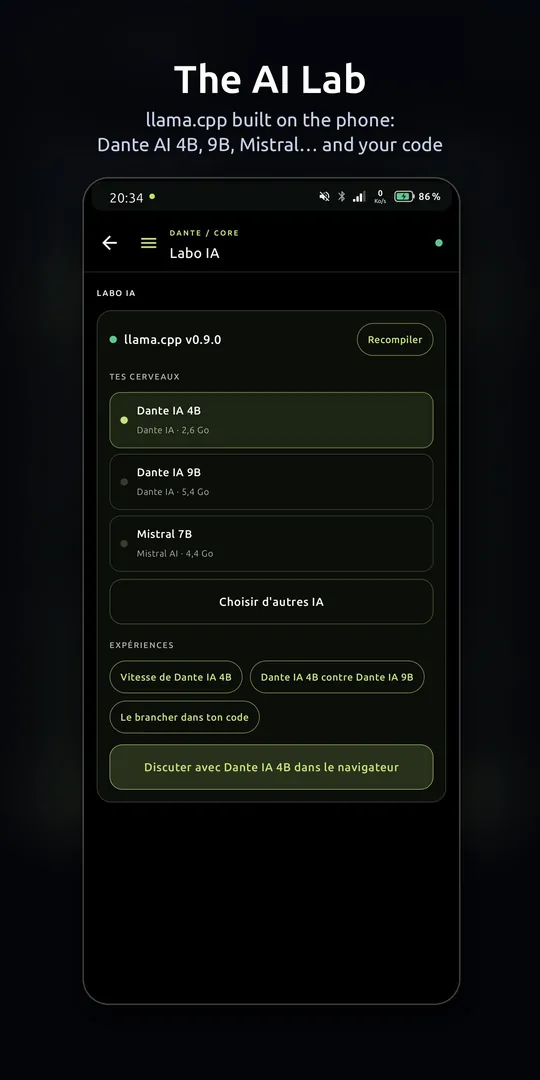 The AI Lab
llama.cpp built on the phone:
Dante AI 4B, 9B, Mistral... and your code
20:34
0
Ko/s
86 %
DANTE / CORE
Labo IA
LABO IA
llama.cpp v0.9.0
Recompiler
TES CERVEAUX
Dante IA 4B
Dante IA · 2,6 Go
Dante IA 9B
Dante IA · 5,4 Go
Mistral 7B
Mistral AI · 4,4 Go
Choisir d'autres IA
EXPÉRIENCES
Vitesse de Dante IA 4B
Dante IA 4B contre Dante IA 9B
Le brancher dans ton code
Discuter avec Dante IA 4B dans le navigateur